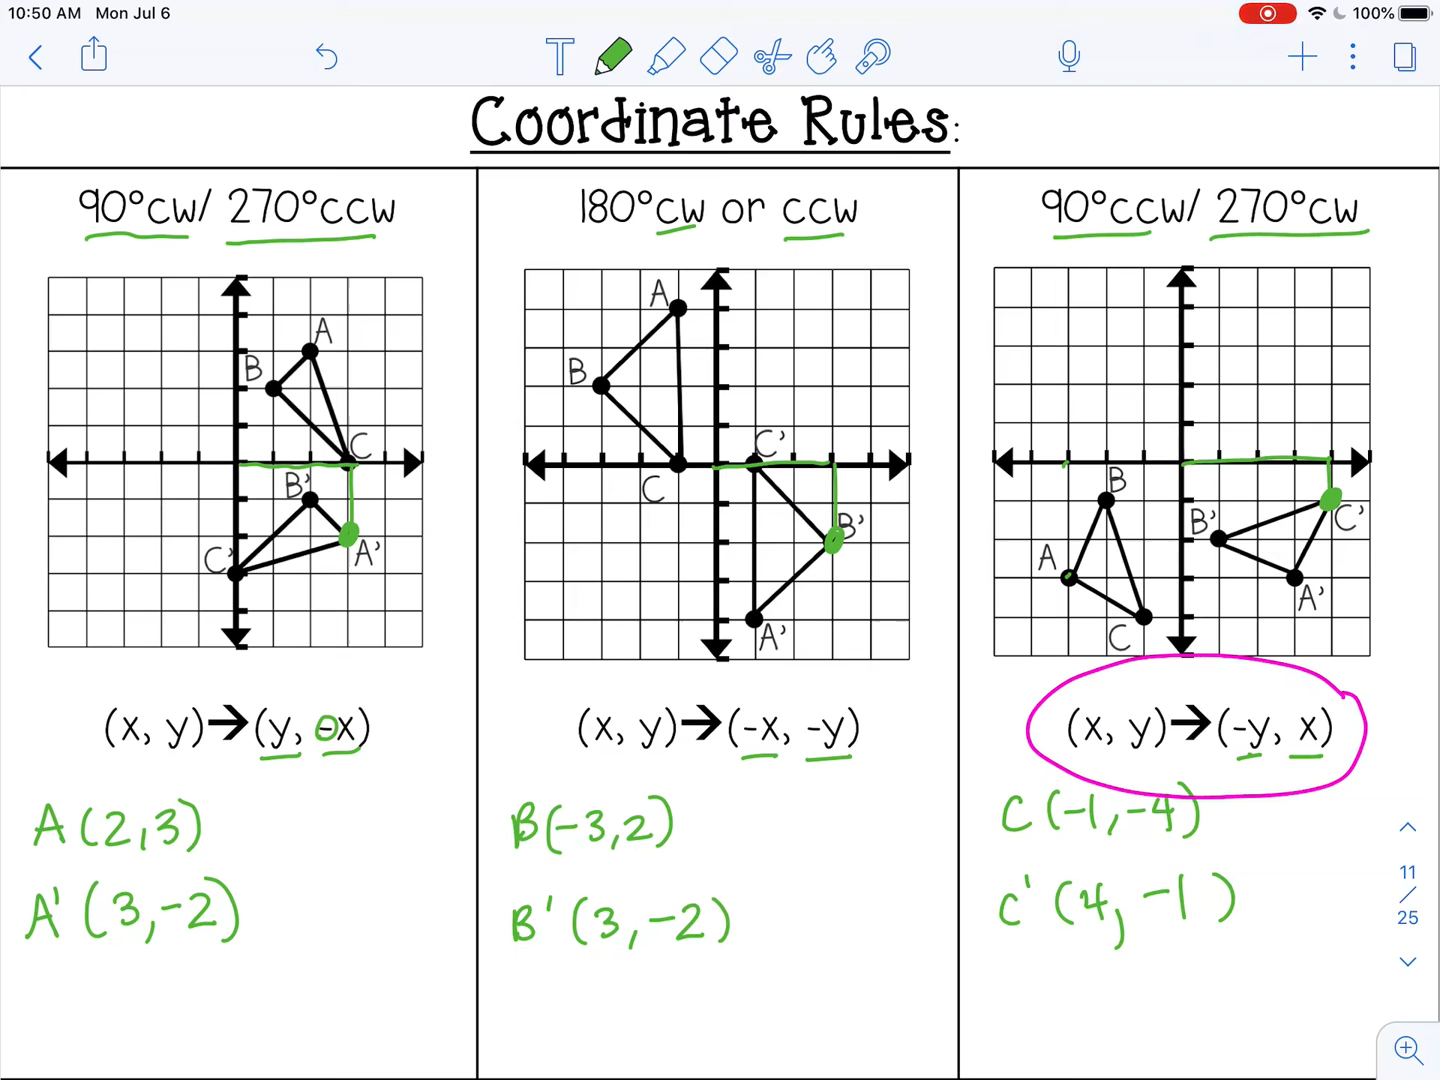 10:50 AM Mon Jul 6
100%
T
Coordinate Rules:
90°cw/ 270°ccw
A
B
C
B'
A'
C'
(x, y)→(y, -x)
A(2,3)
A'(3,-2)
180°cw or ccw
A
B
C
C'
B'
A'
(x, y)→(-x, -y)
B(-3,2)
B'(3,-2)
90°ccw/ 270°cw
B
A
C
B'
C'
A'
(x, y)→(-y, x)
C(-1,-4)
C'(4,-1)
11
/
25